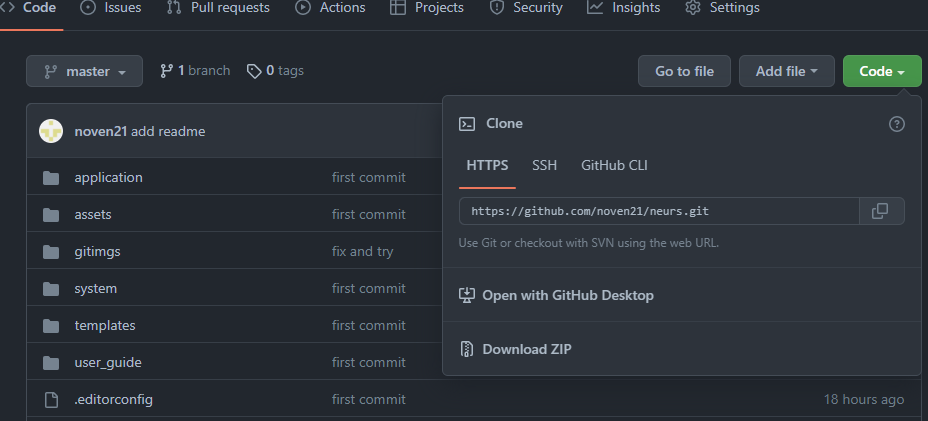 Code Issues Pull requests Actions Projects Security Insights Settings
master 1 branch 0 tags Go to file Add file Code
noven21 add readme
Clone
application first commit
HTTPS SSH GitHub CLI
assets first commit
https://github.com/noven21/neurs.git
gitimgs fix and try
Use Git or checkout with SVN using the web URL.
system first commit
Open with GitHub Desktop
templates first commit
Download ZIP
user_guide first commit
.editorconfig first commit 18 hours ago